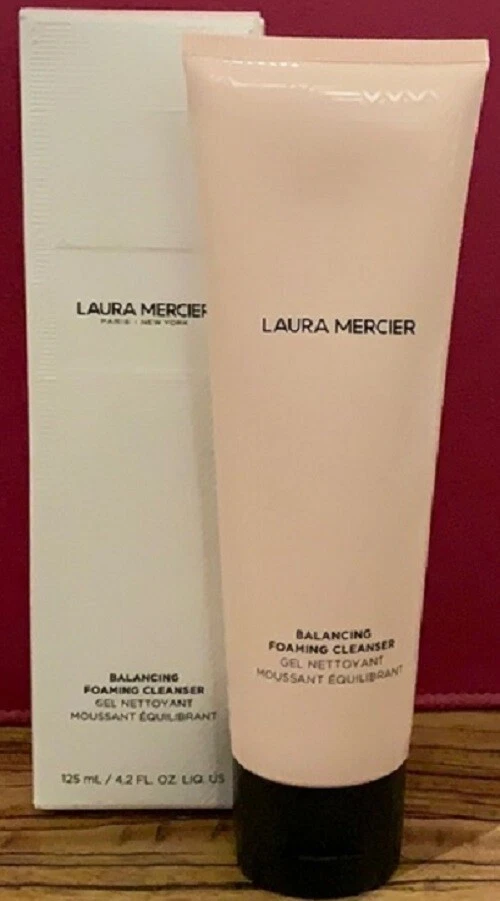 LAURA MERCIER
PARIS | NEW YORK
BALANCING
FOAMING CLEANSER
GEL NETTOYANT
MOUSSANT ÉQUILIBRANT
125 mL / 4.2 FL. OZ. LIQ. US
LAURA MERCIER
BALANCING
FOAMING CLEANSER
GEL NETTOYANT
MOUSSANT ÉQUILIBRANT